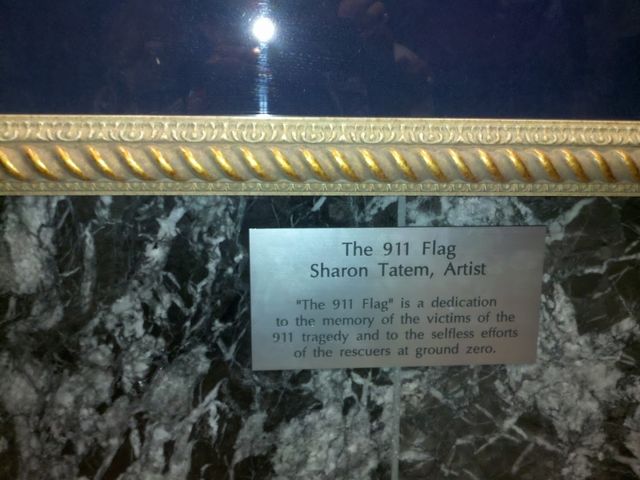 The 911 Flag
Sharon Tatem, Artist
"The 911 Flag" is a dedication
to the memory of the victims of the
911 tragedy and to the selfless efforts
of the rescuers at ground zero.